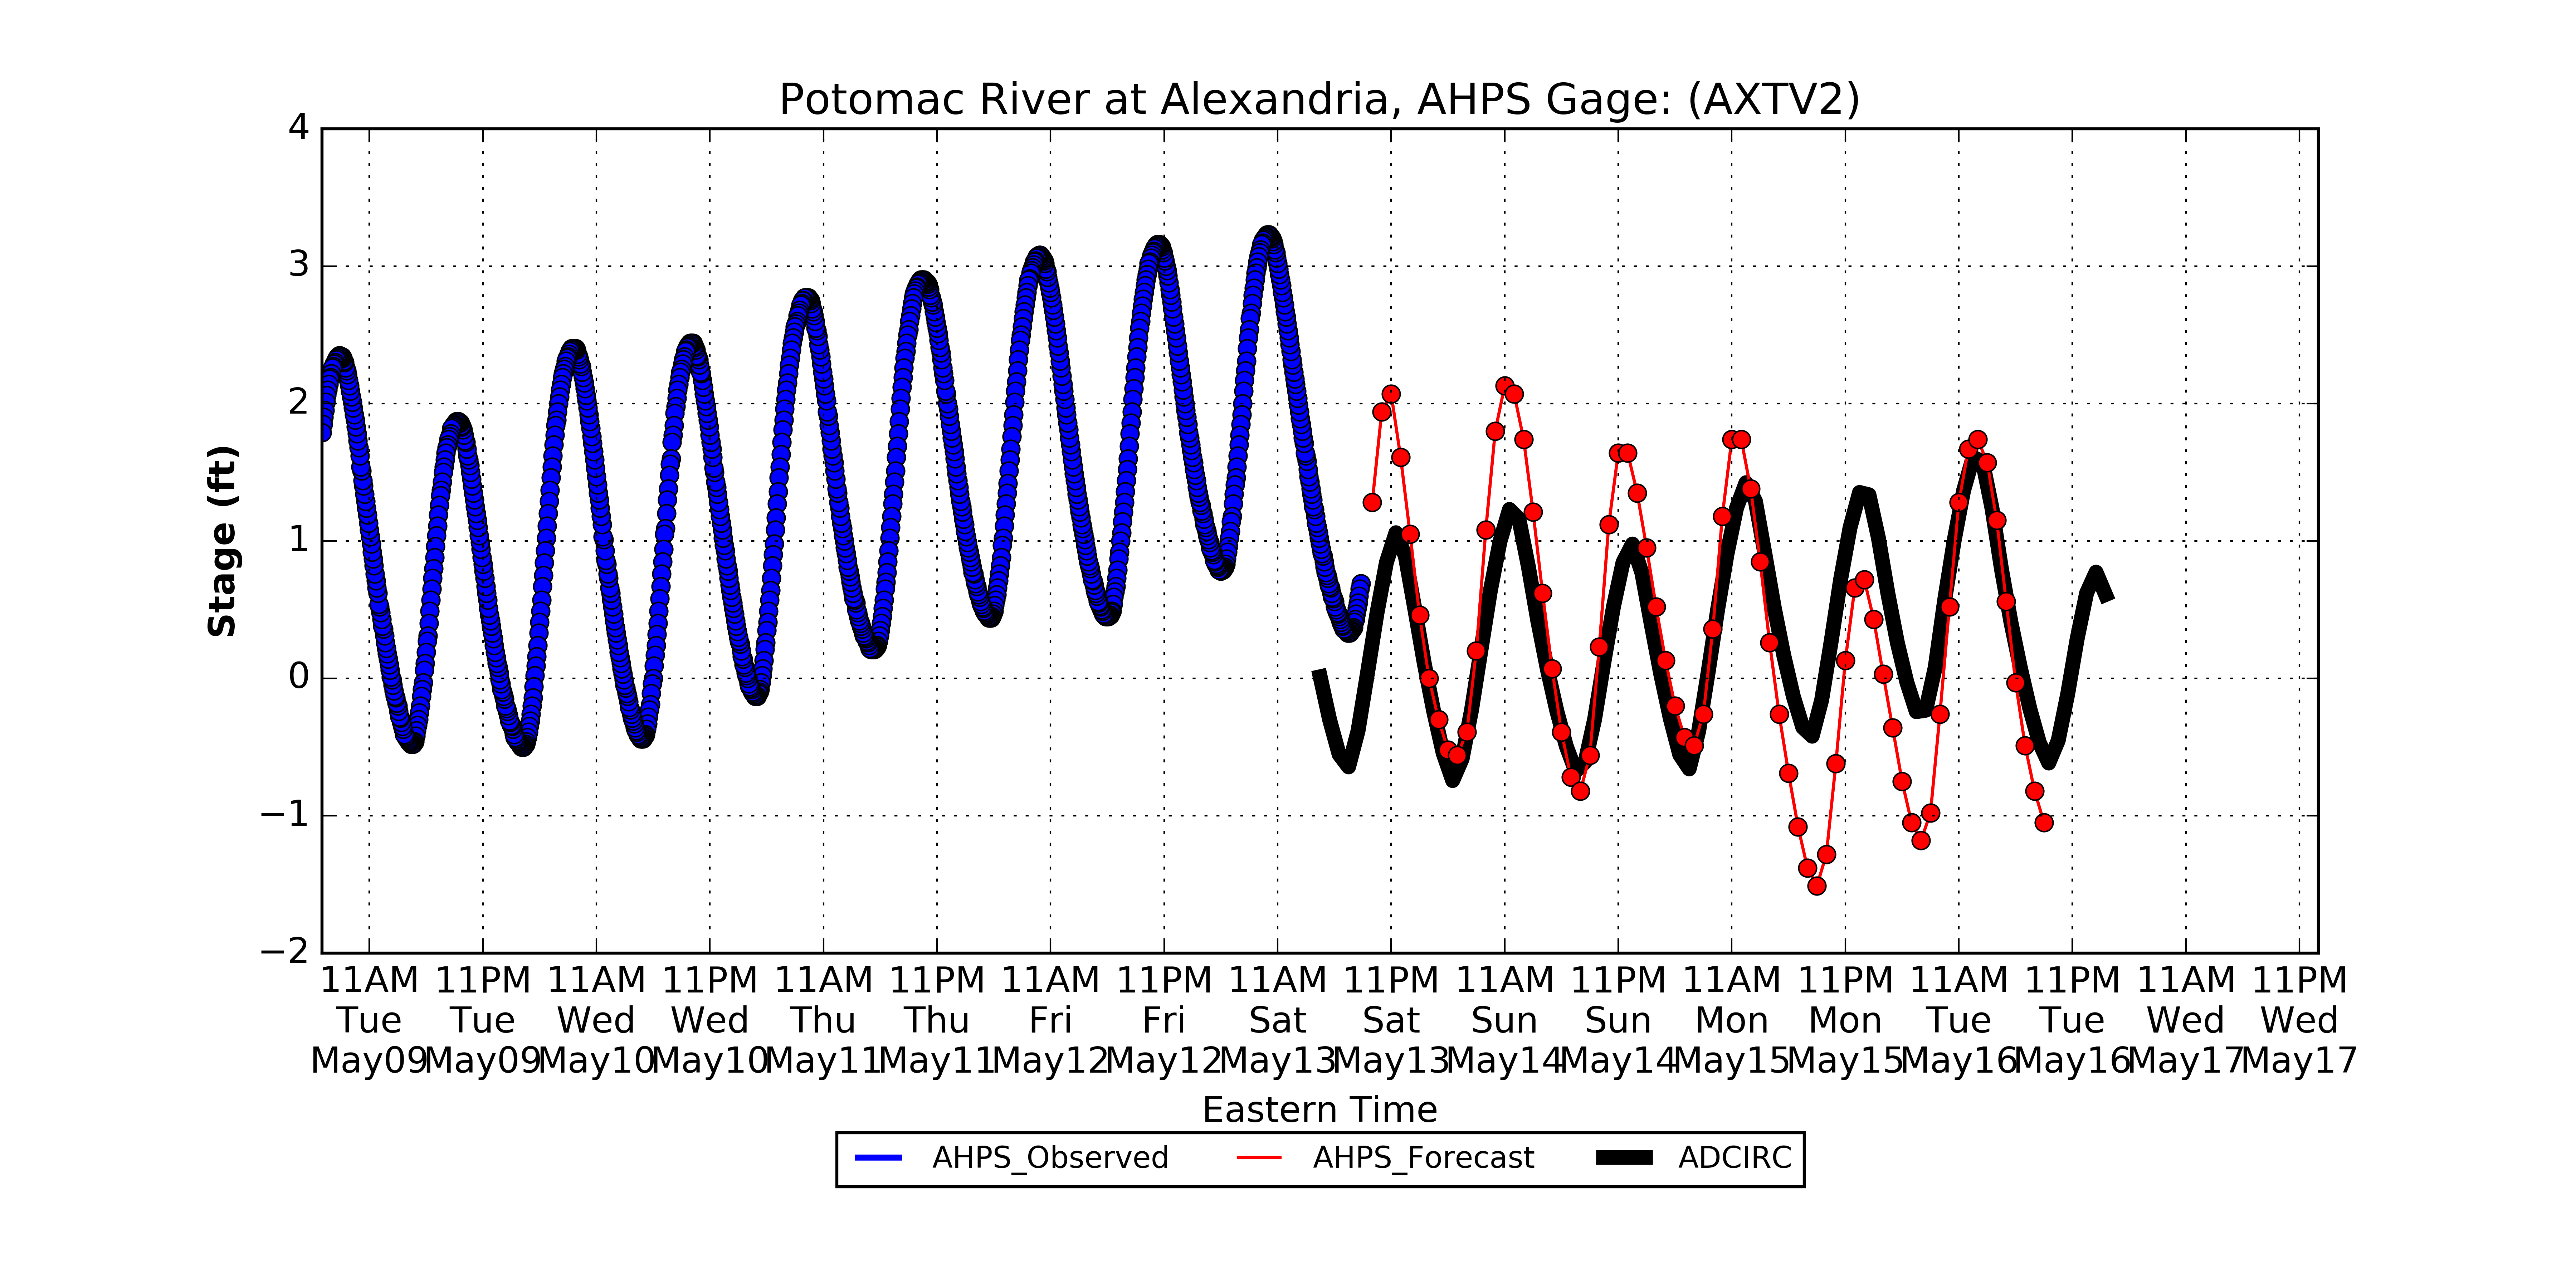 Potomac River at Alexandria, AHPS Gage: (AXTV2)
4
3
2
1
0
−1
−2
Stage (ft)
11AM 11PM 11AM 11PM 11AM 11PM 11AM 11PM 11AM 11PM 11AM 11PM 11AM 11PM 11AM 11PM 11AM 11PM
Tue Tue Wed Wed Thu Thu Fri Fri Sat Sat Sun Sun Mon Mon Tue Tue Wed Wed
May09 May09 May10 May10 May11 May11 May12 May12 May13 May13 May14 May14 May15 May15 May16 May16 May17 May17
Eastern Time
AHPS_Observed AHPS_Forecast ADCIRC